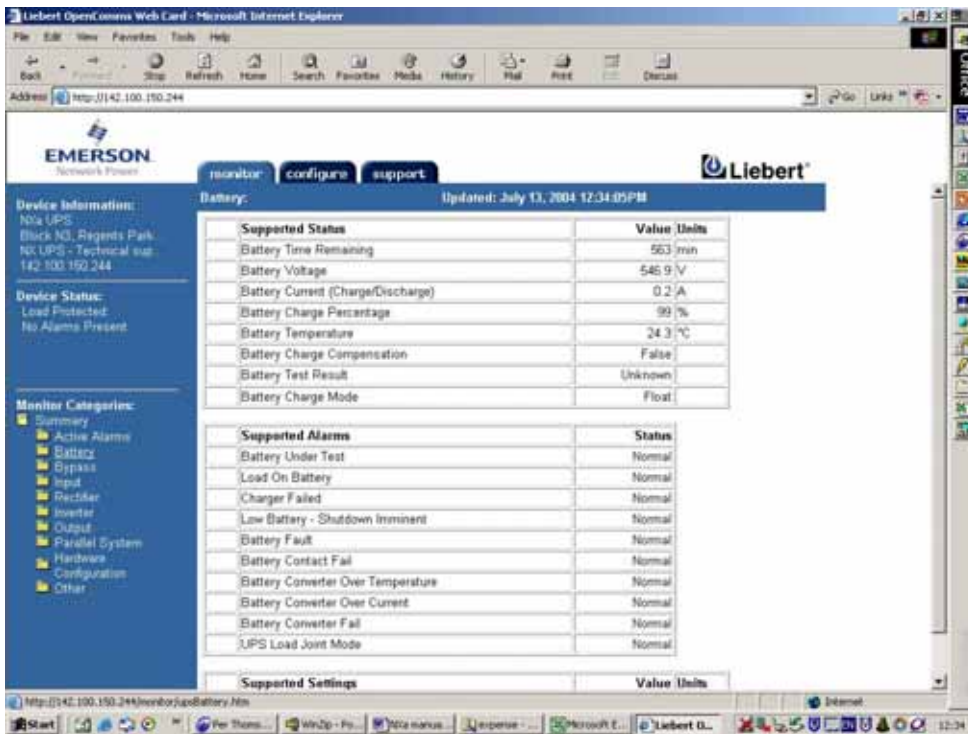 Liebert OpenComms Web Card - Microsoft Internet Explorer
File Edit View Favorites Tools Help
Back Forward Stop Refresh Home Search Favorites Media History Mail Print Discuss
Address http://142.100.150.244 Go Links
Office
EMERSON
Network Power
monitor configure support
Liebert
Battery: Updated: July 13, 2004 12:34:05PM
Device Information:
NXa UPS
Block N3, Regents Park
NX UPS - Technical sup
142.100.150.244
Device Status:
Load Protected
No Alarms Present
Monitor Categories:
Summary
Active Alarms
Battery
Bypass
Input
Rectifier
Inverter
Output
Parallel System
Hardware
Configuration
Other
Supported Status Value Units
Battery Time Remaining 563 min
Battery Voltage 546.9 V
Battery Current (Charge/Discharge) 0.2 A
Battery Charge Percentage 99 %
Battery Temperature 24.3 °C
Battery Charge Compensation False
Battery Test Result Unknown
Battery Charge Mode Float
Supported Alarms Status
Battery Under Test Normal
Load On Battery Normal
Charger Failed Normal
Low Battery - Shutdown Imminent Normal
Battery Fault Normal
Battery Contact Fail Normal
Battery Converter Over Temperature Normal
Battery Converter Over Current Normal
Battery Converter Fail Normal
UPS Load Joint Mode Normal
Supported Settings Value Units
http://142.100.150.244/monitor/upsBattery.htm Internet
Start Per Thoms... WinZip - Po... expense - ... Microsoft E... Liebert O... 12:34